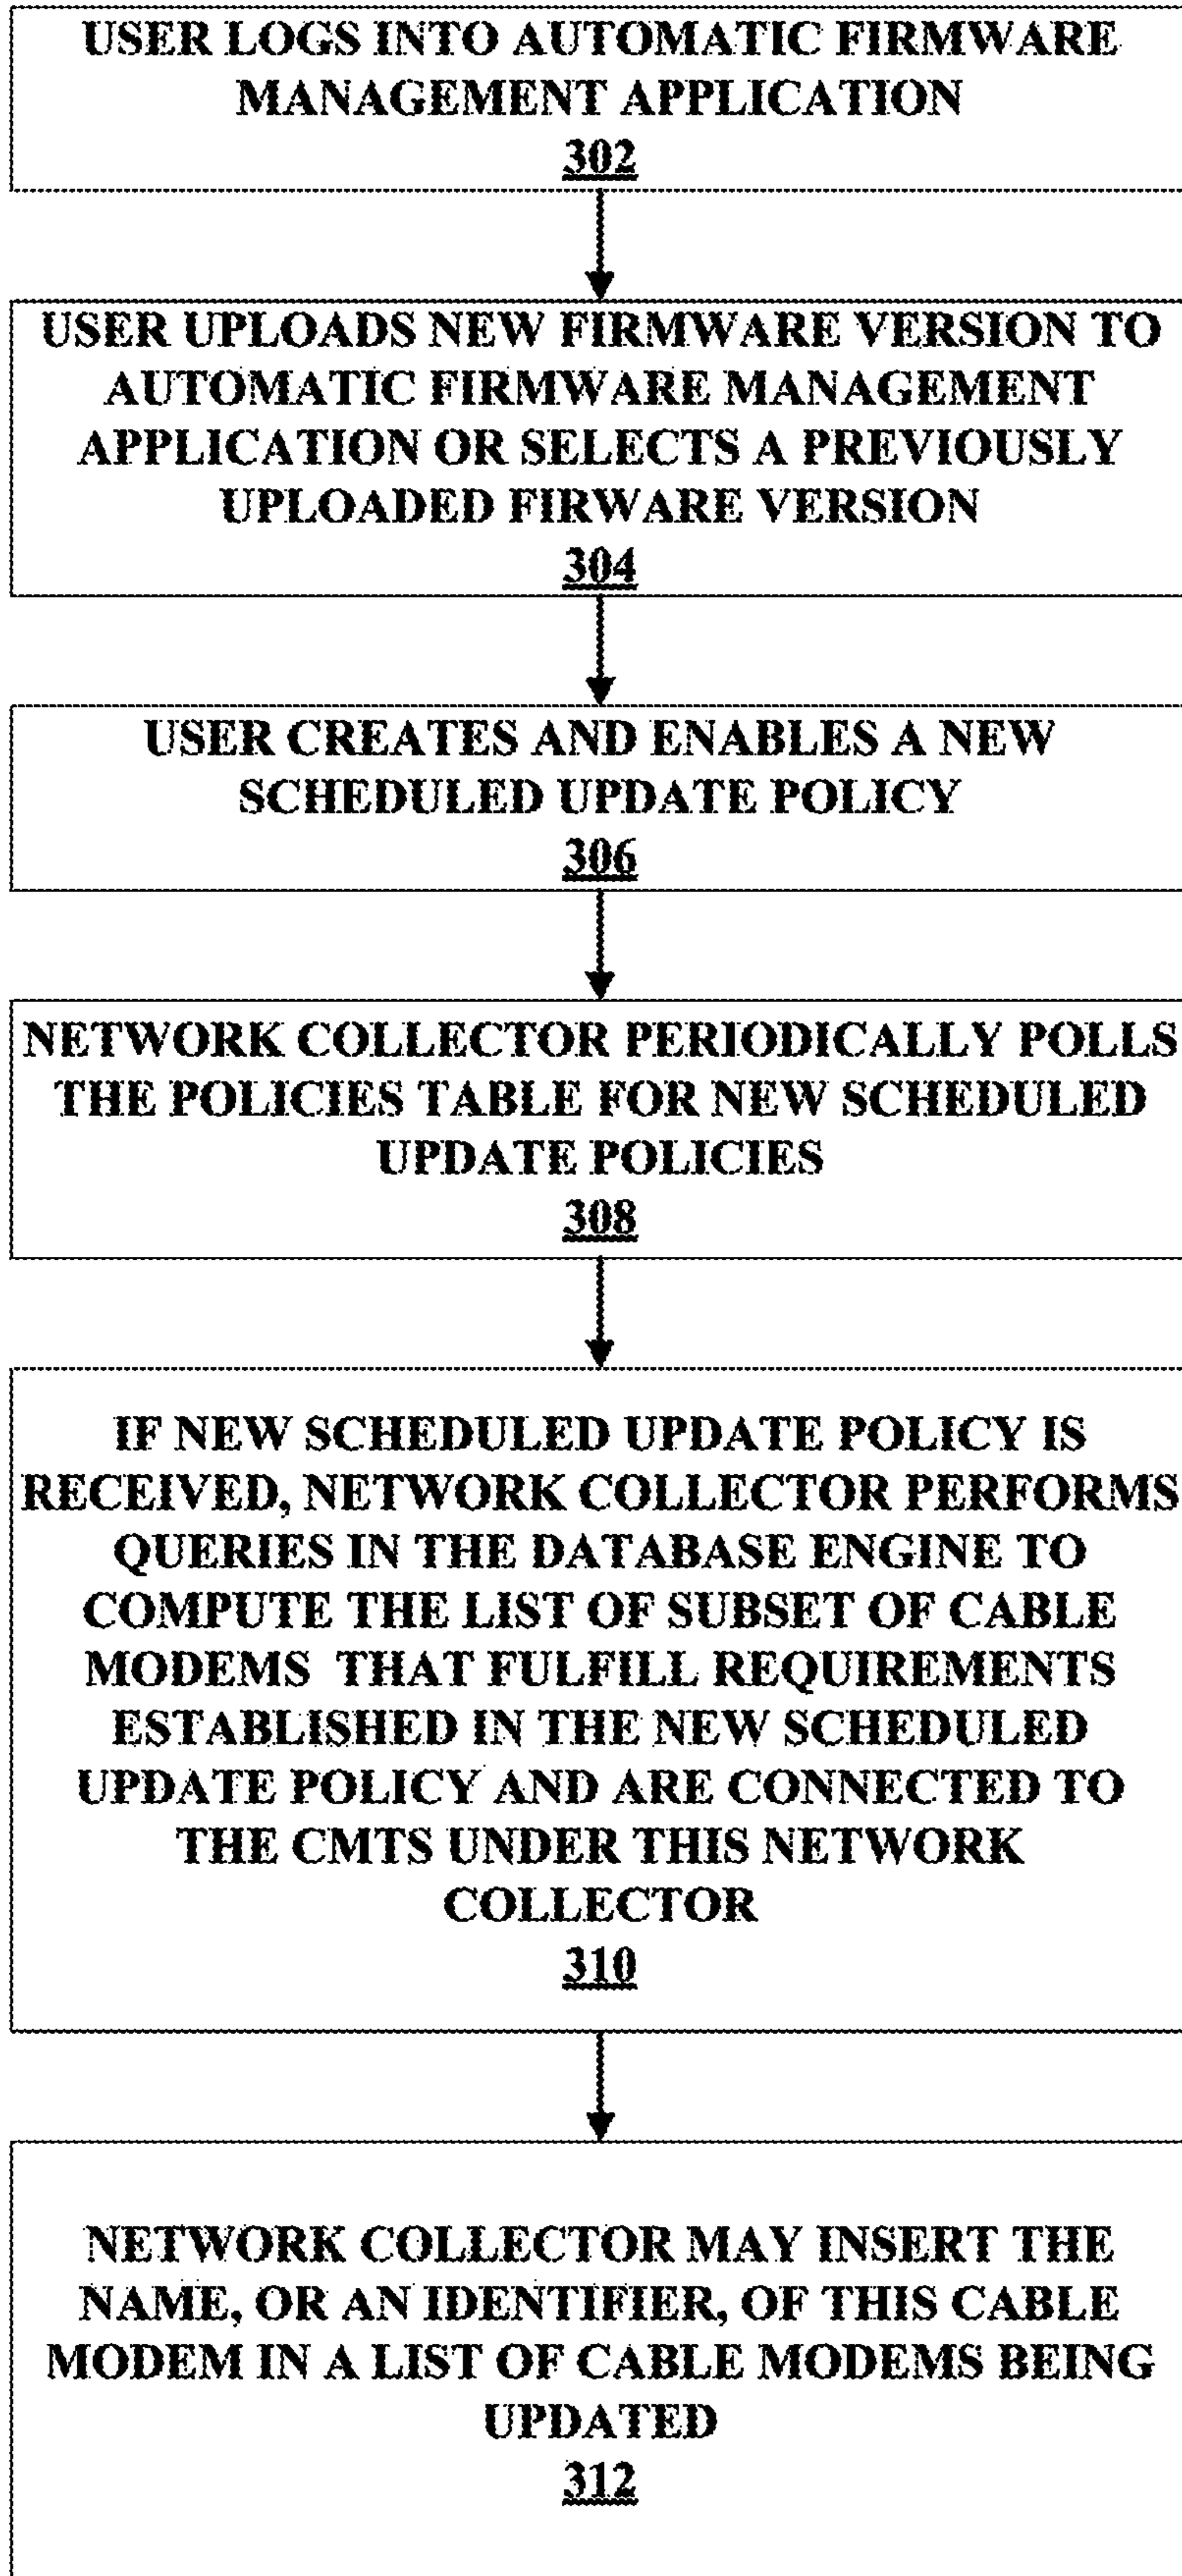 USER LOGS INTO AUTOMATIC FIRMWARE
MANAGEMENT APPLICATION
302
USER UPLOADS NEW FIRMWARE VERSION TO
AUTOMATIC FIRMWARE MANAGEMENT
APPLICATION OR SELECTS A PREVIOUSLY
UPLOADED FIRWARE VERSION
304
USER CREATES AND ENABLES A NEW
SCHEDULED UPDATE POLICY
306
NETWORK COLLECTOR PERIODICALLY POLLS
THE POLICIES TABLE FOR NEW SCHEDULED
UPDATE POLICIES
308
IF NEW SCHEDULED UPDATE POLICY IS
RECEIVED, NETWORK COLLECTOR PERFORMS
QUERIES IN THE DATABASE ENGINE TO
COMPUTE THE LIST OF SUBSET OF CABLE
MODEMS THAT FULFILL REQUIREMENTS
ESTABLISHED IN THE NEW SCHEDULED
UPDATE POLICY AND ARE CONNECTED TO
THE CMTS UNDER THIS NETWORK
COLLECTOR
310
NETWORK COLLECTOR MAY INSERT THE
NAME, OR AN IDENTIFIER, OF THIS CABLE
MODEM IN A LIST OF CABLE MODEMS BEING
UPDATED
312